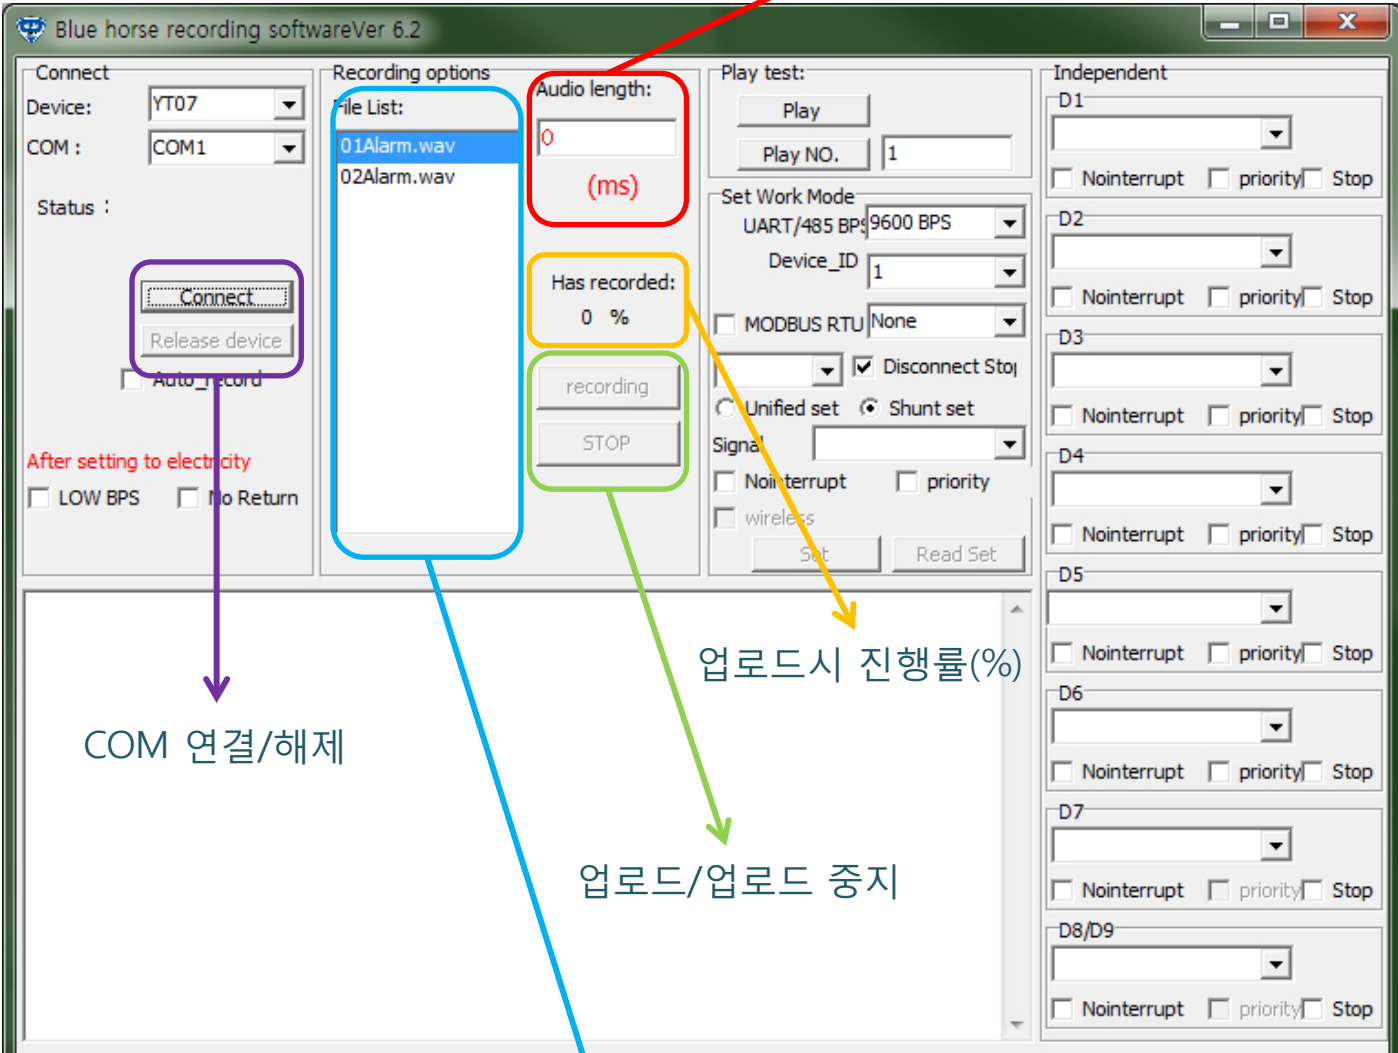 Blue horse recording softwareVer 6.2
Connect
Device: YT07
COM : COM1
Status :
Connect
Release device
Auto_record
After setting to electricity
LOW BPS No Return
Recording options
File List:
01Alarm.wav
02Alarm.wav
Audio length:
0
(ms)
Has recorded:
0 %
recording
STOP
Play test:
Play
Play NO. 1
Set Work Mode
UART/485 BPS 9600 BPS
Device_ID 1
MODBUS RTU None
Disconnect Stop
Unified set Shunt set
Signal
Nointerrupt priority
wireless
Set Read Set
Independent
D1
Nointerrupt priority Stop
D2
Nointerrupt priority Stop
D3
Nointerrupt priority Stop
D4
Nointerrupt priority Stop
D5
Nointerrupt priority Stop
D6
Nointerrupt priority Stop
D7
Nointerrupt priority Stop
D8/D9
Nointerrupt priority Stop
업로드시 진행률(%)
COM 연결/해제
업로드/업로드 중지